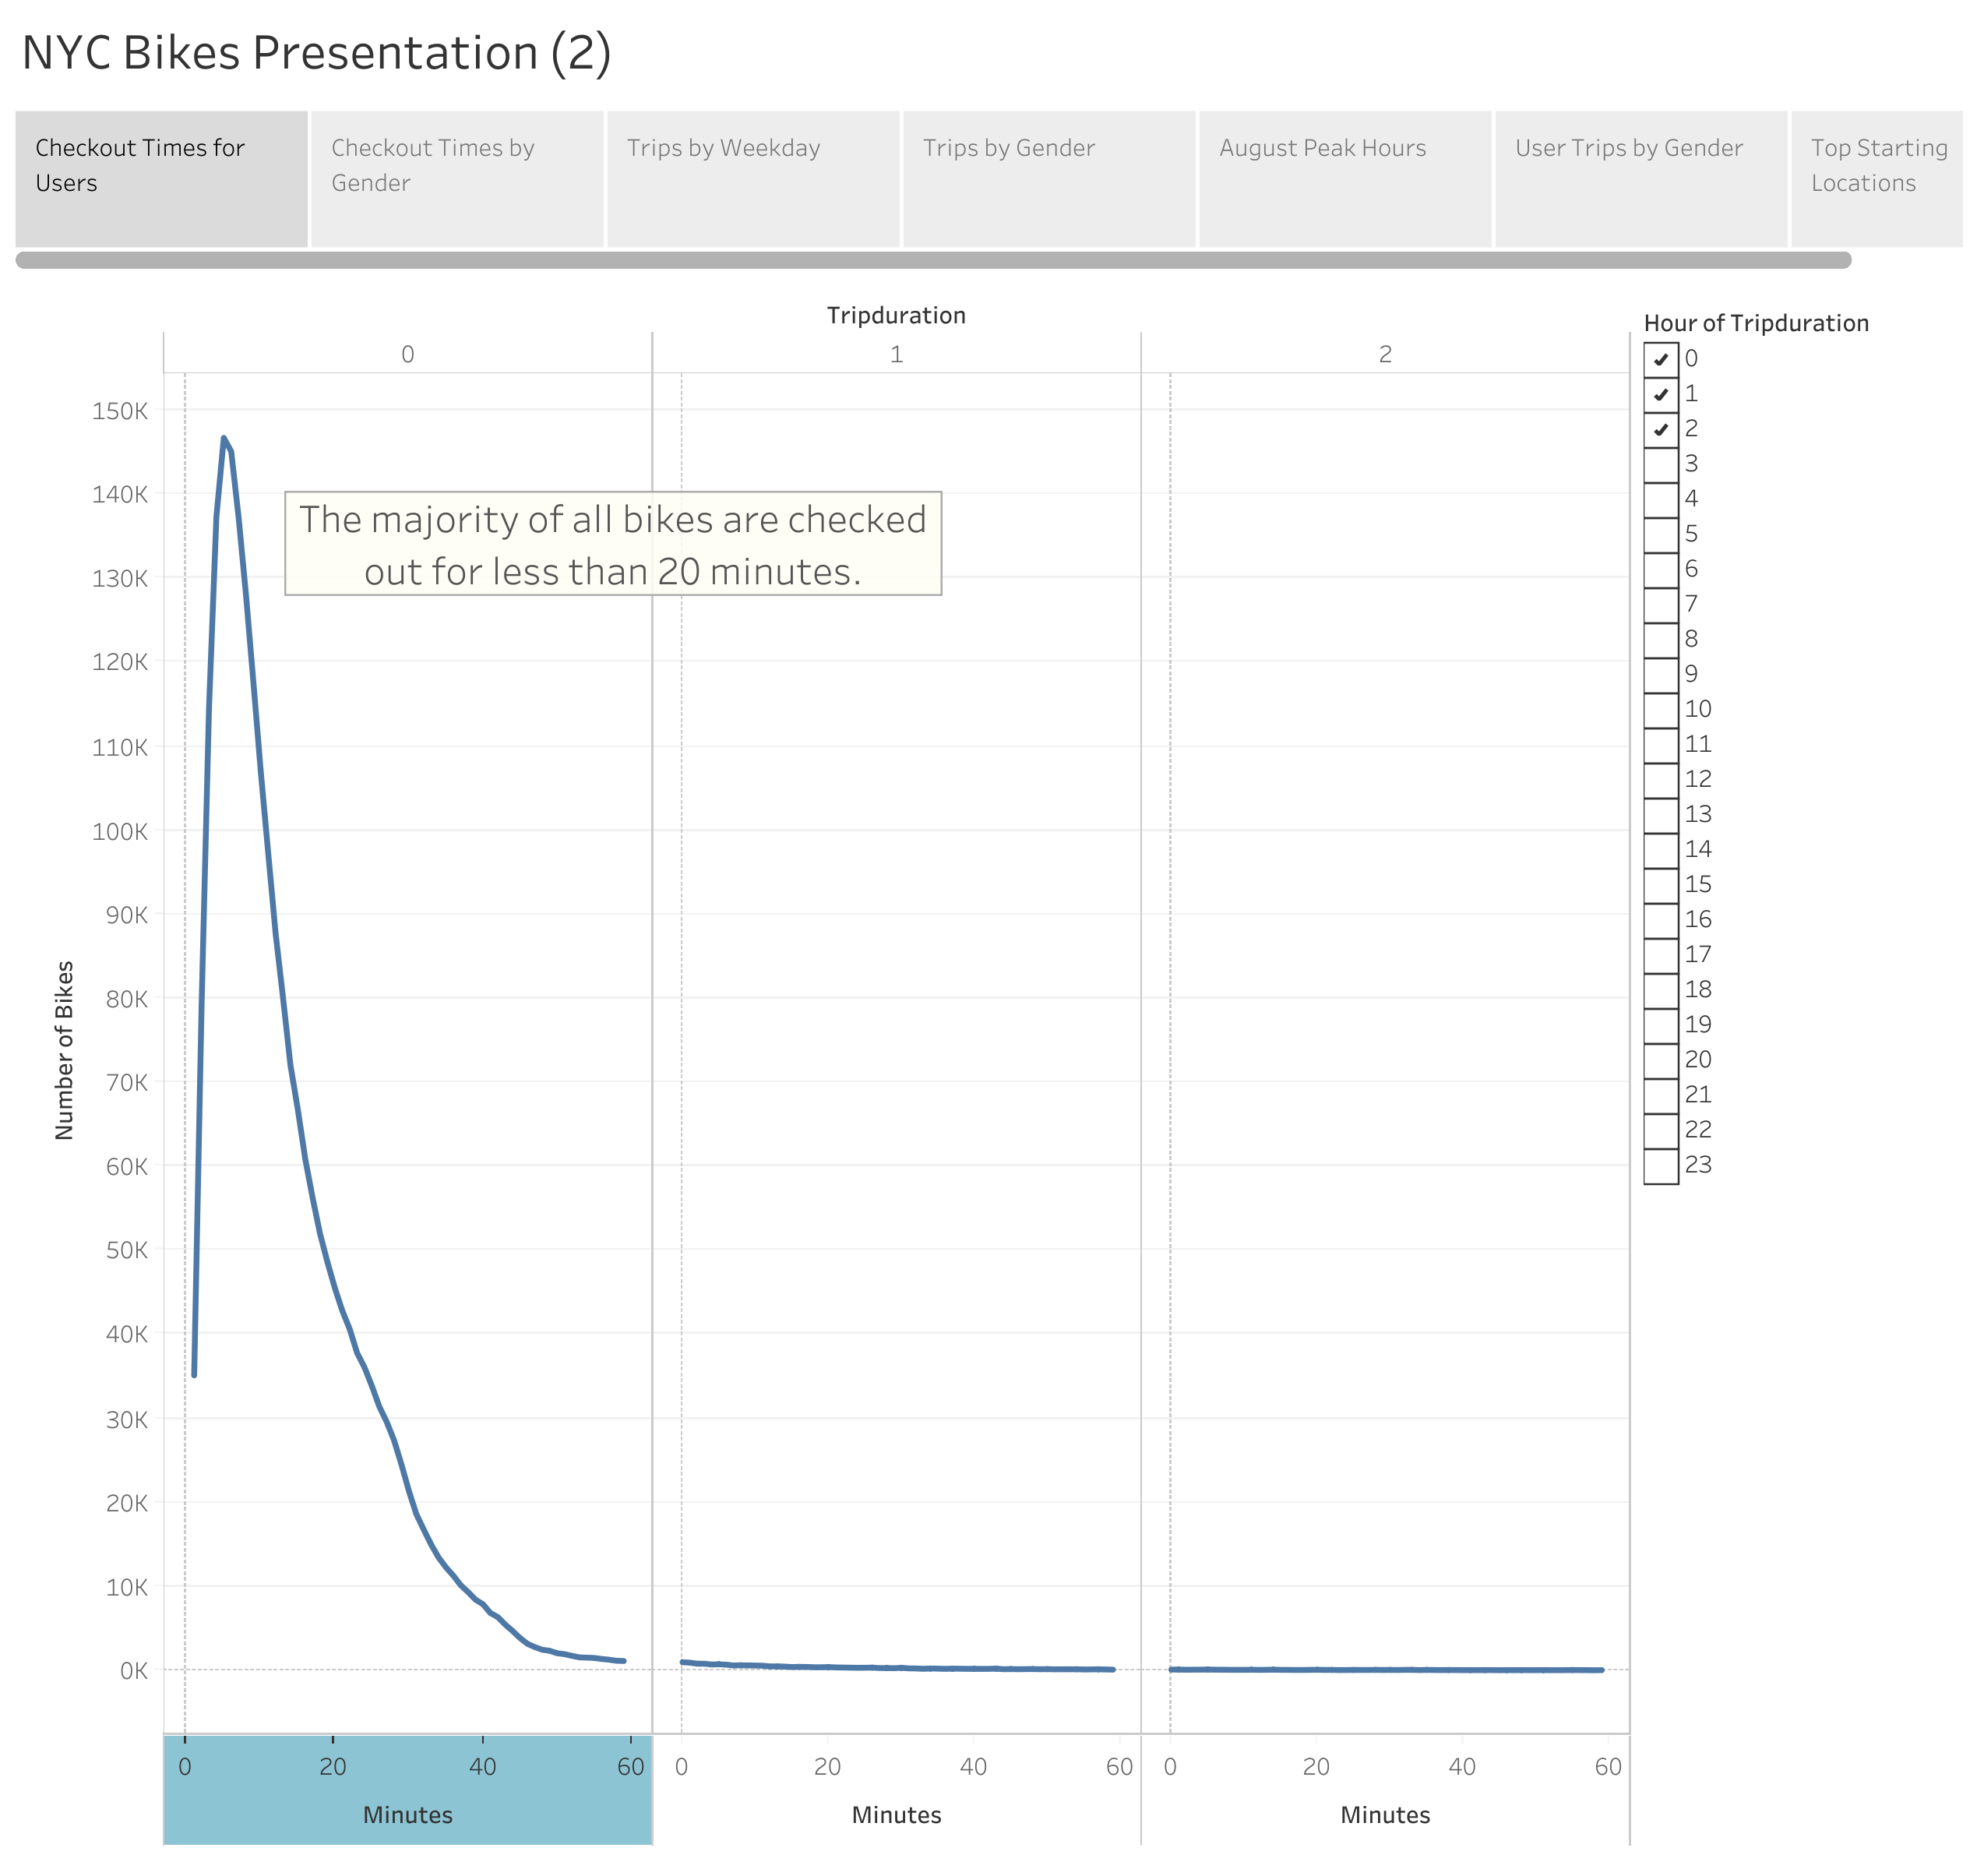 NYC Bikes Presentation (2)
Checkout Times for
Users
Checkout Times by
Gender
Trips by Weekday
Trips by Gender
August Peak Hours
User Trips by Gender
Top Starting
Locations
Tripduration
0 1 2
Hour of Tripduration
0
1
2
3
4
5
6
7
8
9
10
11
12
13
14
15
16
17
18
19
20
21
22
23
The majority of all bikes are checked
out for less than 20 minutes.
Number of Bikes
150K
140K
130K
120K
110K
100K
90K
80K
70K
60K
50K
40K
30K
20K
10K
0K
0 20 40 60 0 20 40 60 0 20 40 60
Minutes Minutes Minutes